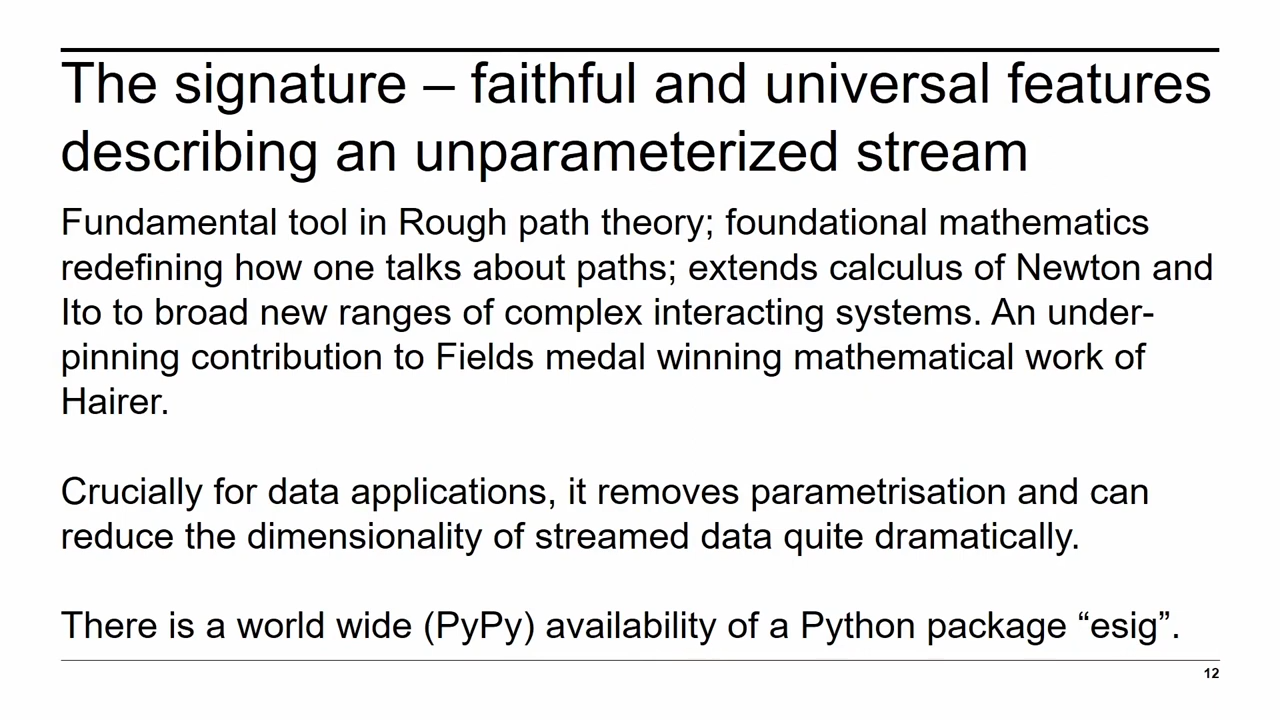 The signature – faithful and universal features
describing an unparameterized stream
Fundamental tool in Rough path theory; foundational mathematics
redefining how one talks about paths; extends calculus of Newton and
Ito to broad new ranges of complex interacting systems. An under-
pinning contribution to Fields medal winning mathematical work of
Hairer.
Crucially for data applications, it removes parametrisation and can
reduce the dimensionality of streamed data quite dramatically.
There is a world wide (PyPy) availability of a Python package “esig”.
12